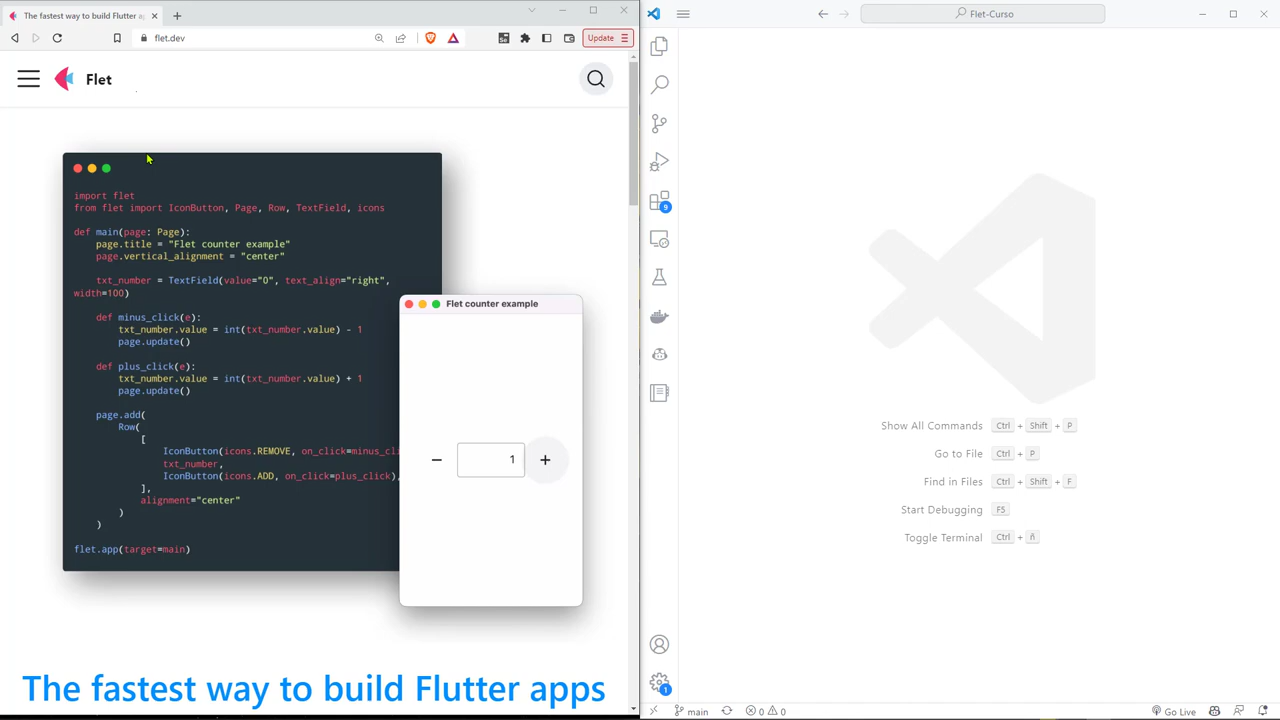 The fastest way to build Flutter ap
flet.dev
Update
Flet
import flet
from flet import IconButton, Page, Row, TextField, icons
def main(page: Page):
page.title = "Flet counter example"
page.vertical_alignment = "center"
txt_number = TextField(value="0", text_align="right",
width=100)
def minus_click(e):
txt_number.value = int(txt_number.value) - 1
page.update()
def plus_click(e):
txt_number.value = int(txt_number.value) + 1
page.update()
page.add(
Row(
[
IconButton(icons.REMOVE, on_click=minus_cli
txt_number,
IconButton(icons.ADD, on_click=plus_click),
],
alignment="center"
)
)
flet.app(target=main)
Flet counter example
− 1 +
The fastest way to build Flutter apps
Flet-Curso
9
Show All Commands Ctrl + Shift + P
Go to File Ctrl + P
Find in Files Ctrl + Shift + F
Start Debugging F5
Toggle Terminal Ctrl + ñ
1
main 0 0 Go Live